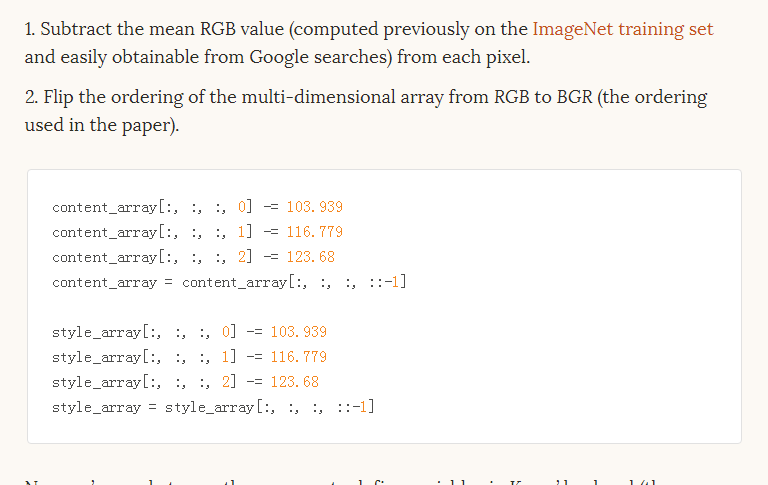 1. Subtract the mean RGB value (computed previously on the ImageNet training set
and easily obtainable from Google searches) from each pixel.
2. Flip the ordering of the multi-dimensional array from RGB to BGR (the ordering
used in the paper).
content_array[:, :, :, 0] -= 103.939
content_array[:, :, :, 1] -= 116.779
content_array[:, :, :, 2] -= 123.68
content_array = content_array[:, :, :, ::-1]
style_array[:, :, :, 0] -= 103.939
style_array[:, :, :, 1] -= 116.779
style_array[:, :, :, 2] -= 123.68
style_array = style_array[:, :, :, ::-1]